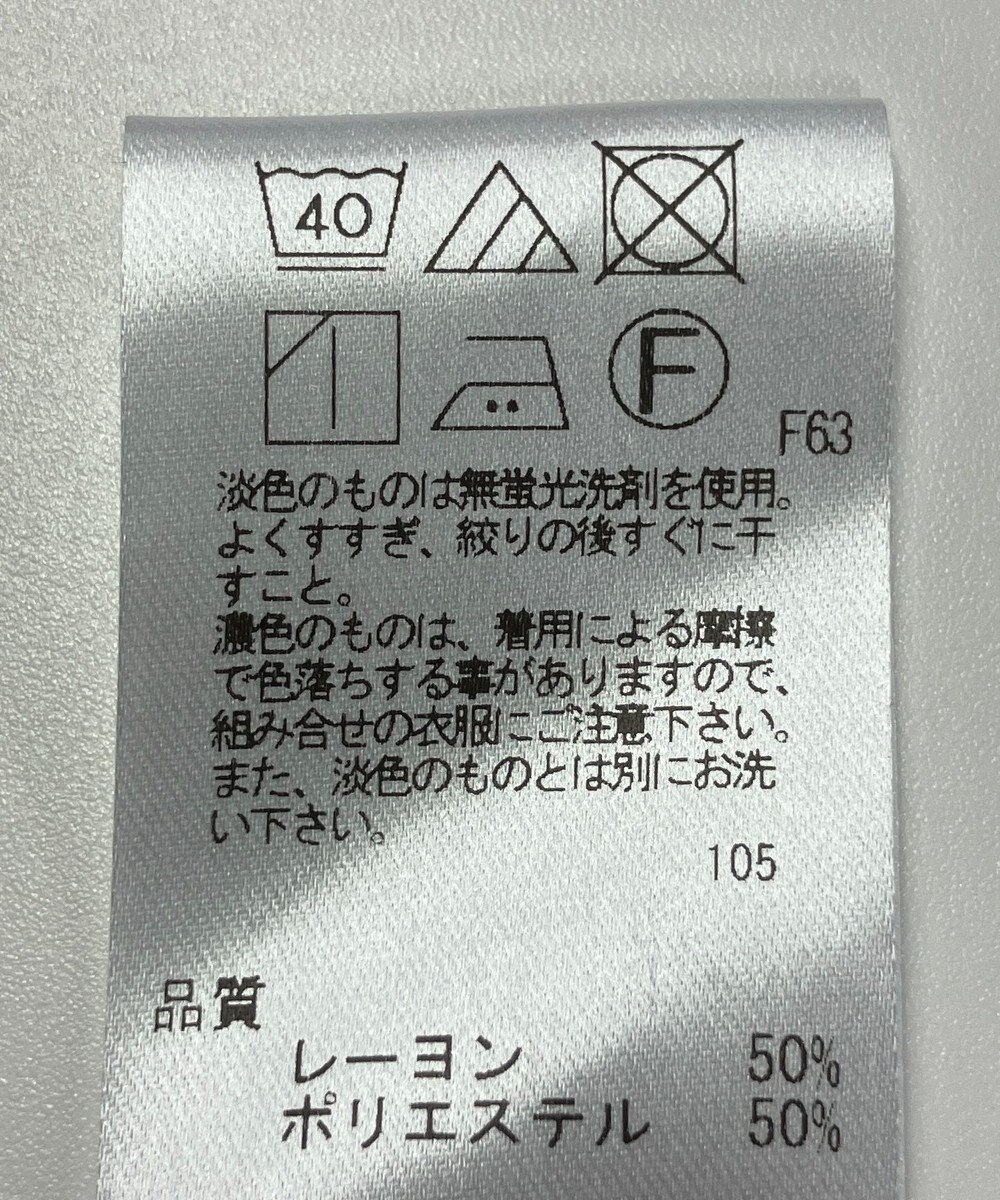 40
F
F63
淡色のものは無蛍光洗剤を使用。
よくすすぎ、絞りの後すぐに干
すこと。
濃色のものは、着用による摩擦
で色落ちする事がありますので、
組み合せの衣服にご注意下さい。
また、淡色のものとは別にお洗
い下さい。
105
品質
レーヨン 50%
ポリエステル 50%